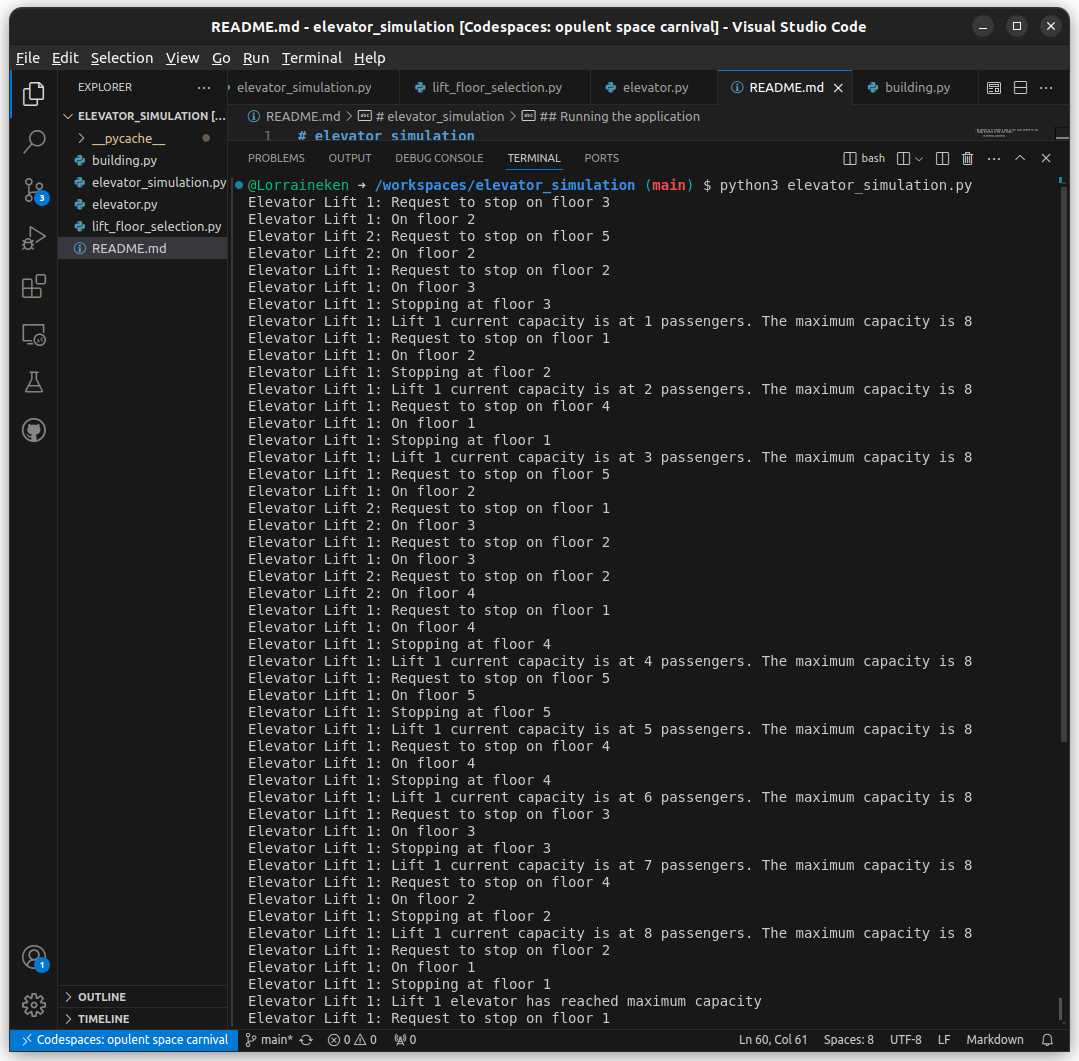 README.md - elevator_simulation [Codespaces: opulent space carnival] - Visual Studio Code
File Edit Selection View Go Run Terminal Help
EXPLORER
elevator_simulation.py lift_floor_selection.py elevator.py README.md building.py
ELEVATOR_SIMULATION [...
README.md > # elevator_simulation > ## Running the application
1 # elevator_simulation
__pycache__
building.py
elevator_simulation.py
elevator.py
lift_floor_selection.py
README.md
3
PROBLEMS OUTPUT DEBUG CONSOLE TERMINAL PORTS bash
@Lorraineken → /workspaces/elevator_simulation (main) $ python3 elevator_simulation.py
Elevator Lift 1: Request to stop on floor 3
Elevator Lift 1: On floor 2
Elevator Lift 2: Request to stop on floor 5
Elevator Lift 2: On floor 2
Elevator Lift 1: Request to stop on floor 2
Elevator Lift 1: On floor 3
Elevator Lift 1: Stopping at floor 3
Elevator Lift 1: Lift 1 current capacity is at 1 passengers. The maximum capacity is 8
Elevator Lift 1: Request to stop on floor 1
Elevator Lift 1: On floor 2
Elevator Lift 1: Stopping at floor 2
Elevator Lift 1: Lift 1 current capacity is at 2 passengers. The maximum capacity is 8
Elevator Lift 1: Request to stop on floor 4
Elevator Lift 1: On floor 1
Elevator Lift 1: Stopping at floor 1
Elevator Lift 1: Lift 1 current capacity is at 3 passengers. The maximum capacity is 8
Elevator Lift 1: Request to stop on floor 5
Elevator Lift 1: On floor 2
Elevator Lift 2: Request to stop on floor 1
Elevator Lift 2: On floor 3
Elevator Lift 1: Request to stop on floor 2
Elevator Lift 1: On floor 3
Elevator Lift 2: Request to stop on floor 2
Elevator Lift 2: On floor 4
Elevator Lift 1: Request to stop on floor 1
Elevator Lift 1: On floor 4
Elevator Lift 1: Stopping at floor 4
Elevator Lift 1: Lift 1 current capacity is at 4 passengers. The maximum capacity is 8
Elevator Lift 1: Request to stop on floor 5
Elevator Lift 1: On floor 5
Elevator Lift 1: Stopping at floor 5
Elevator Lift 1: Lift 1 current capacity is at 5 passengers. The maximum capacity is 8
Elevator Lift 1: Request to stop on floor 4
Elevator Lift 1: On floor 4
Elevator Lift 1: Stopping at floor 4
Elevator Lift 1: Lift 1 current capacity is at 6 passengers. The maximum capacity is 8
Elevator Lift 1: Request to stop on floor 3
Elevator Lift 1: On floor 3
Elevator Lift 1: Stopping at floor 3
Elevator Lift 1: Lift 1 current capacity is at 7 passengers. The maximum capacity is 8
Elevator Lift 1: Request to stop on floor 4
Elevator Lift 1: On floor 2
Elevator Lift 1: Stopping at floor 2
Elevator Lift 1: Lift 1 current capacity is at 8 passengers. The maximum capacity is 8
Elevator Lift 1: Request to stop on floor 2
Elevator Lift 1: On floor 1
Elevator Lift 1: Stopping at floor 1
Elevator Lift 1: Lift 1 elevator has reached maximum capacity
Elevator Lift 1: Request to stop on floor 1
1
OUTLINE
TIMELINE
Codespaces: opulent space carnival main* 0 0 0 Ln 60, Col 61 Spaces: 8 UTF-8 LF Markdown